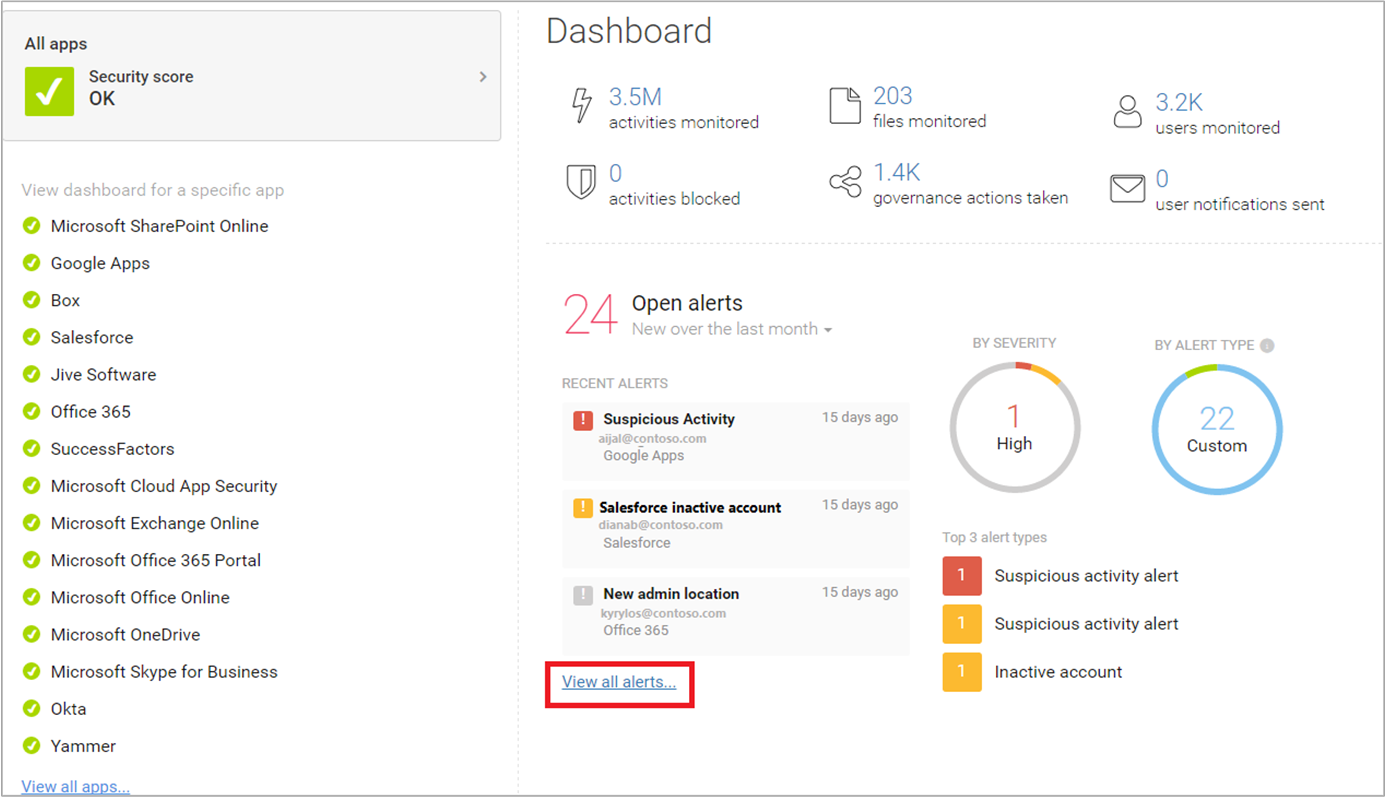 All apps
Security score
OK
View dashboard for a specific app
Microsoft SharePoint Online
Google Apps
Box
Salesforce
Jive Software
Office 365
SuccessFactors
Microsoft Cloud App Security
Microsoft Exchange Online
Microsoft Office 365 Portal
Microsoft Office Online
Microsoft OneDrive
Microsoft Skype for Business
Okta
Yammer
View all apps...
Dashboard
3.5M
activities monitored
203
files monitored
3.2K
users monitored
0
activities blocked
1.4K
governance actions taken
0
user notifications sent
24
Open alerts
New over the last month
RECENT ALERTS
! Suspicious Activity 15 days ago
aijal@contoso.com
Google Apps
! Salesforce inactive account 15 days ago
dianab@contoso.com
Salesforce
! New admin location 15 days ago
kyrylos@contoso.com
Office 365
View all alerts...
BY SEVERITY
1
High
BY ALERT TYPE i
22
Custom
Top 3 alert types
1 Suspicious activity alert
1 Suspicious activity alert
1 Inactive account